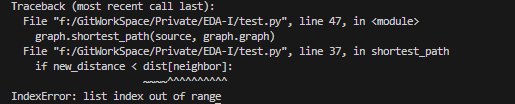 Traceback (most recent call last):
  File "f:/GitWorkSpace/Private/EDA-I/test.py", line 47, in <module>
    graph.shortest_path(source, graph.graph)
  File "f:/GitWorkSpace/Private/EDA-I/test.py", line 37, in shortest_path
    if new_distance < dist[neighbor]:
                      ~~~~^^^^^^^^^^
IndexError: list index out of range